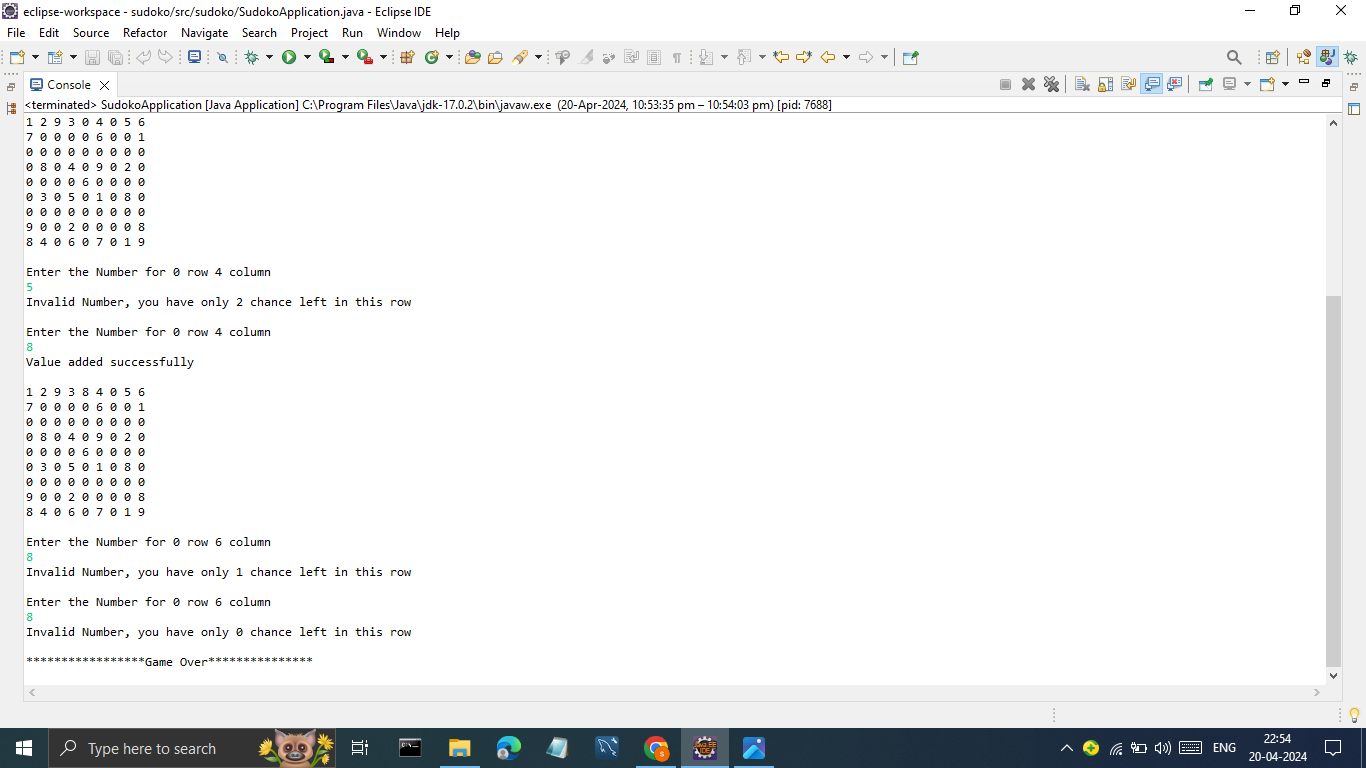 eclipse-workspace - sudoko/src/sudoko/SudokoApplication.java - Eclipse IDE
File Edit Source Refactor Navigate Search Project Run Window Help
Console
<terminated> SudokoApplication [Java Application] C:\Program Files\Java\jdk-17.0.2\bin\javaw.exe (20-Apr-2024, 10:53:35 pm – 10:54:03 pm) [pid: 7688]
1 2 9 3 0 4 0 5 6
7 0 0 0 0 6 0 0 1
0 0 0 0 0 0 0 0 0
0 8 0 4 0 9 0 2 0
0 0 0 0 6 0 0 0 0
0 3 0 5 0 1 0 8 0
0 0 0 0 0 0 0 0 0
9 0 0 2 0 0 0 0 8
8 4 0 6 0 7 0 1 9
Enter the Number for 0 row 4 column
5
Invalid Number, you have only 2 chance left in this row
Enter the Number for 0 row 4 column
8
Value added successfully
1 2 9 3 8 4 0 5 6
7 0 0 0 0 6 0 0 1
0 0 0 0 0 0 0 0 0
0 8 0 4 0 9 0 2 0
0 0 0 0 6 0 0 0 0
0 3 0 5 0 1 0 8 0
0 0 0 0 0 0 0 0 0
9 0 0 2 0 0 0 0 8
8 4 0 6 0 7 0 1 9
Enter the Number for 0 row 6 column
8
Invalid Number, you have only 1 chance left in this row
Enter the Number for 0 row 6 column
8
Invalid Number, you have only 0 chance left in this row
*****************Game Over***************
Type here to search
ENG
22:54
20-04-2024